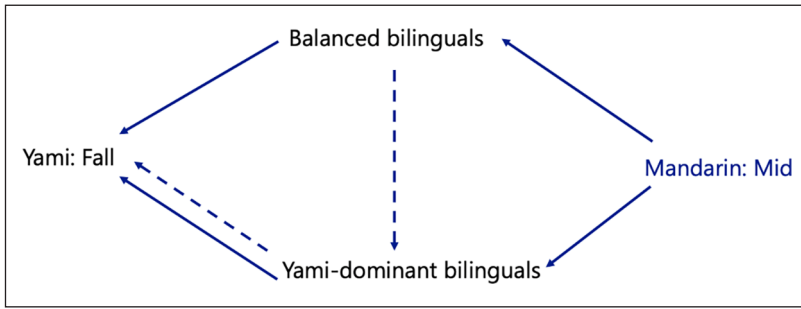 Balanced bilinguals
Yami: Fall
Mandarin: Mid
Yami-dominant bilinguals